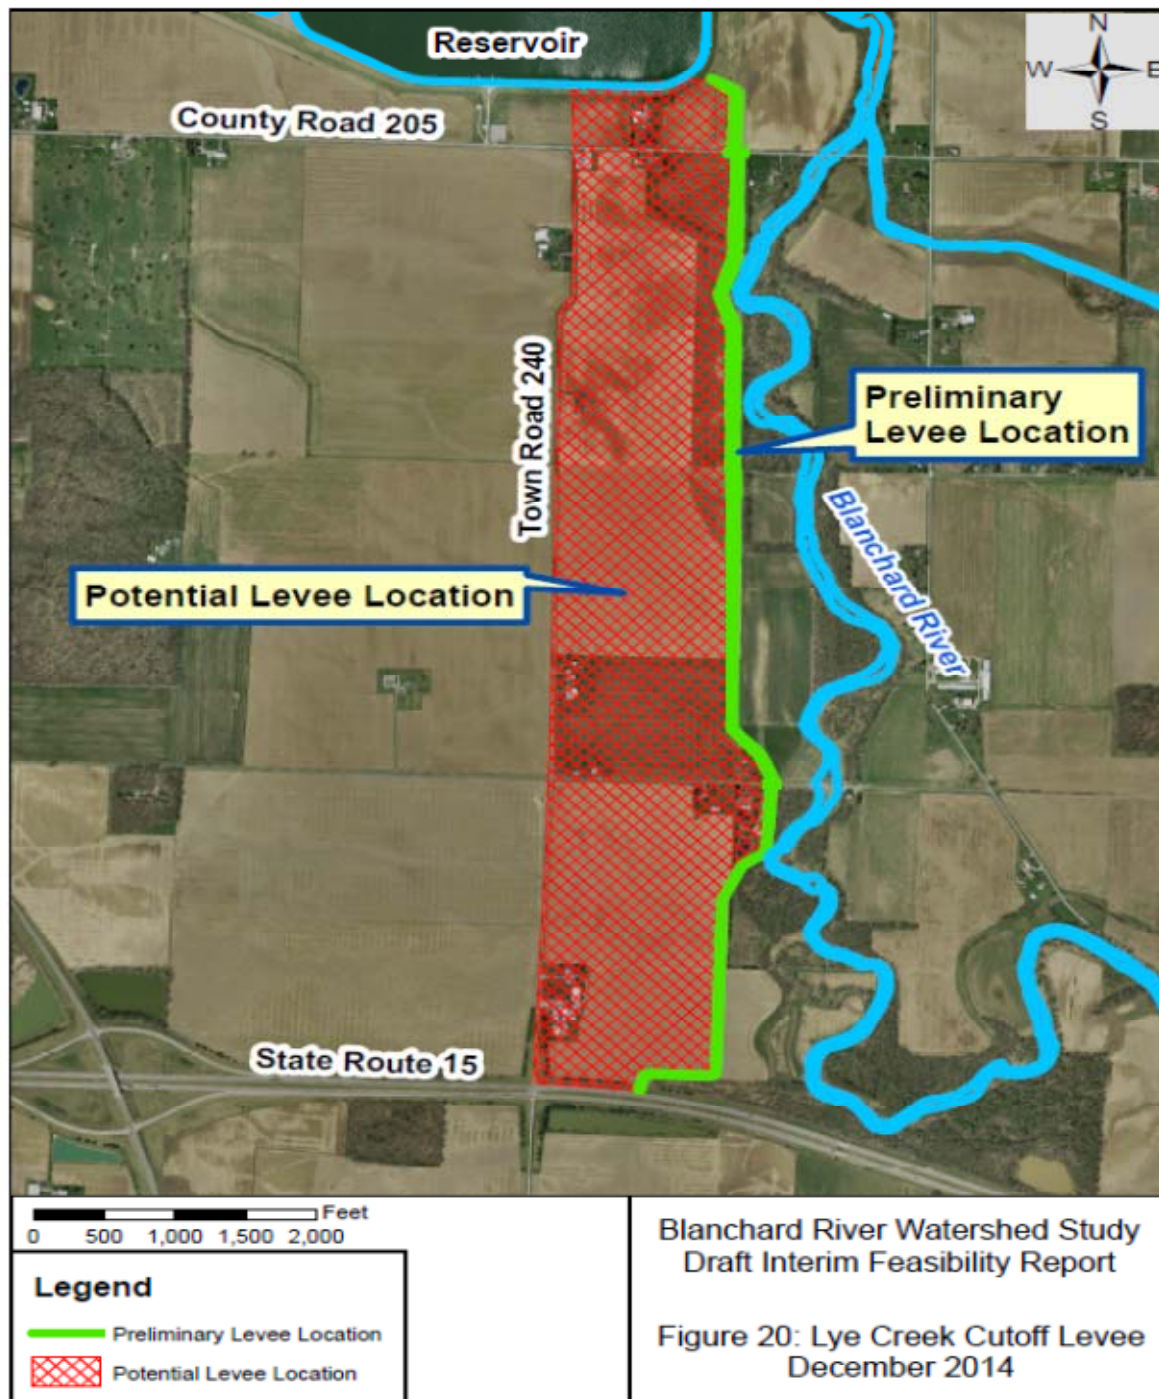 Reservoir
N
W E
S
County Road 205
Town Road 240
Preliminary
Levee Location
Blanchard River
Potential Levee Location
State Route 15
Feet
0 500 1,000 1,500 2,000
Legend
Preliminary Levee Location
Potential Levee Location
Blanchard River Watershed Study
Draft Interim Feasibility Report
Figure 20: Lye Creek Cutoff Levee
December 2014